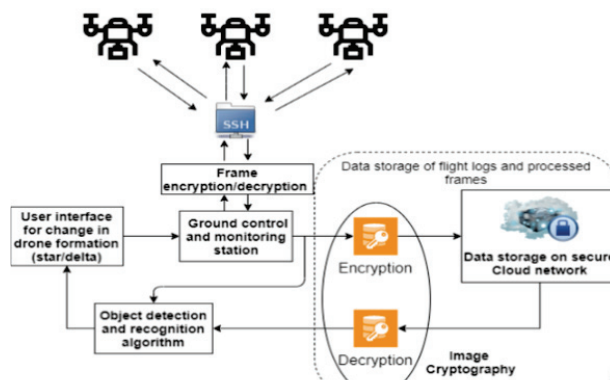 SSH
Frame
encryption/decryption
Data storage of flight logs and processed
frames
User interface
for change in
drone formation
(star/delta)
Ground control
and monitoring
station
Encryption
Data storage on secure
Cloud network
Object detection
and recognition
algorithm
Decryption
Image
Cryptography